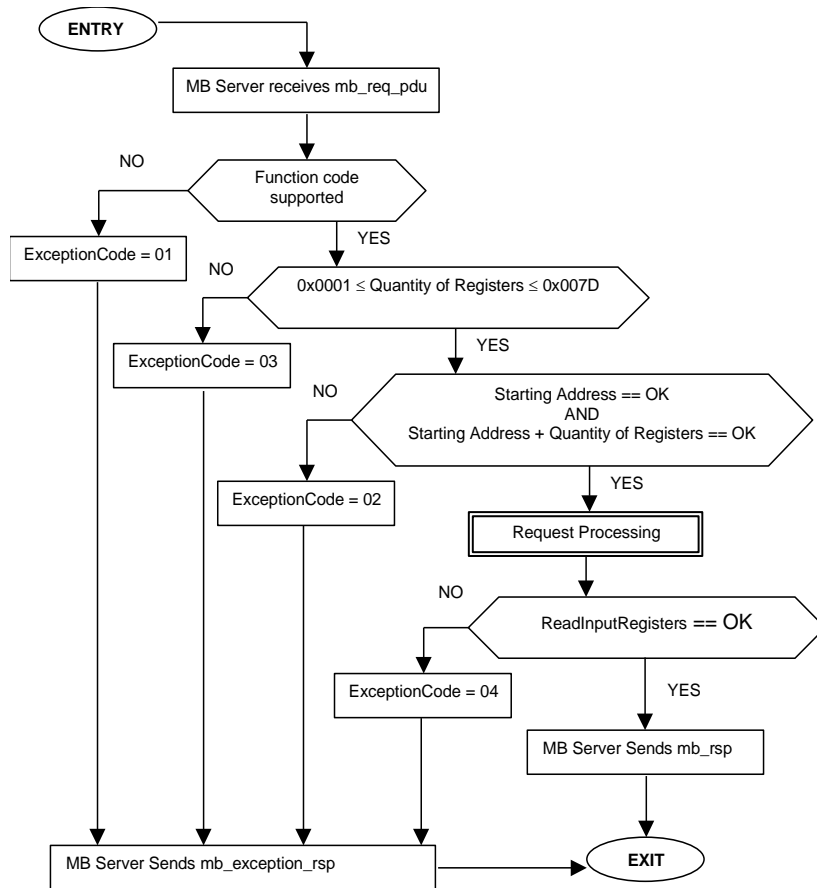 ENTRY
MB Server receives mb_req_pdu
NO
Function code
supported
YES
ExceptionCode = 01
NO
0x0001 ≤ Quantity of Registers ≤ 0x007D
YES
ExceptionCode = 03
NO
Starting Address == OK
AND
Starting Address + Quantity of Registers == OK
YES
ExceptionCode = 02
Request Processing
NO
ReadInputRegisters == OK
ExceptionCode = 04
YES
MB Server Sends mb_rsp
MB Server Sends mb_exception_rsp
EXIT